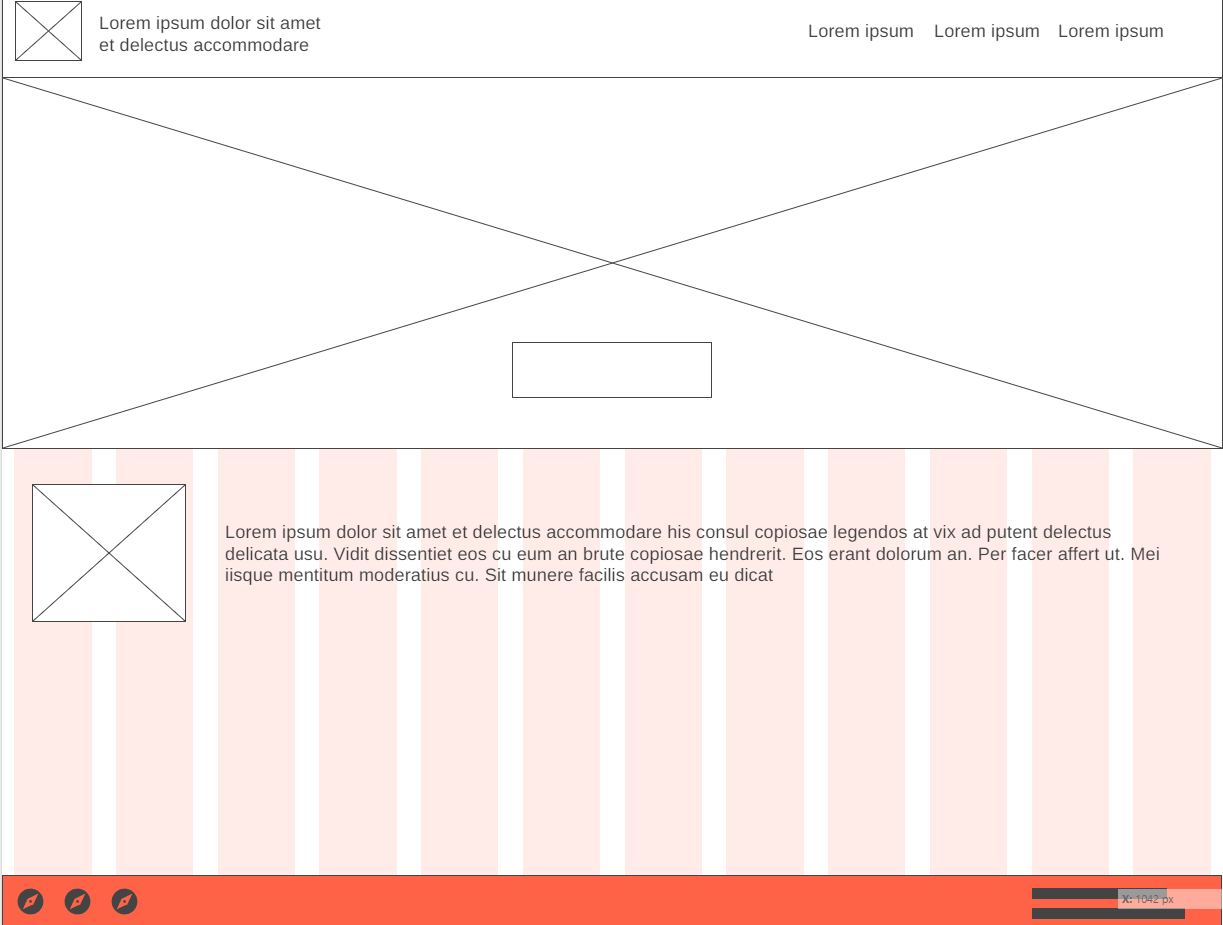 Lorem ipsum dolor sit amet
et delectus accommodare
Lorem ipsum Lorem ipsum Lorem ipsum
Lorem ipsum dolor sit amet et delectus accommodare his consul copiosae legendos at vix ad putent delectus
delicata usu. Vidit dissentiet eos cu eum an brute copiosae hendrerit. Eos erant dolorum an. Per facer affert ut. Mei
iisque mentitum moderatius cu. Sit munere facilis accusam eu dicat
X: 1042 px